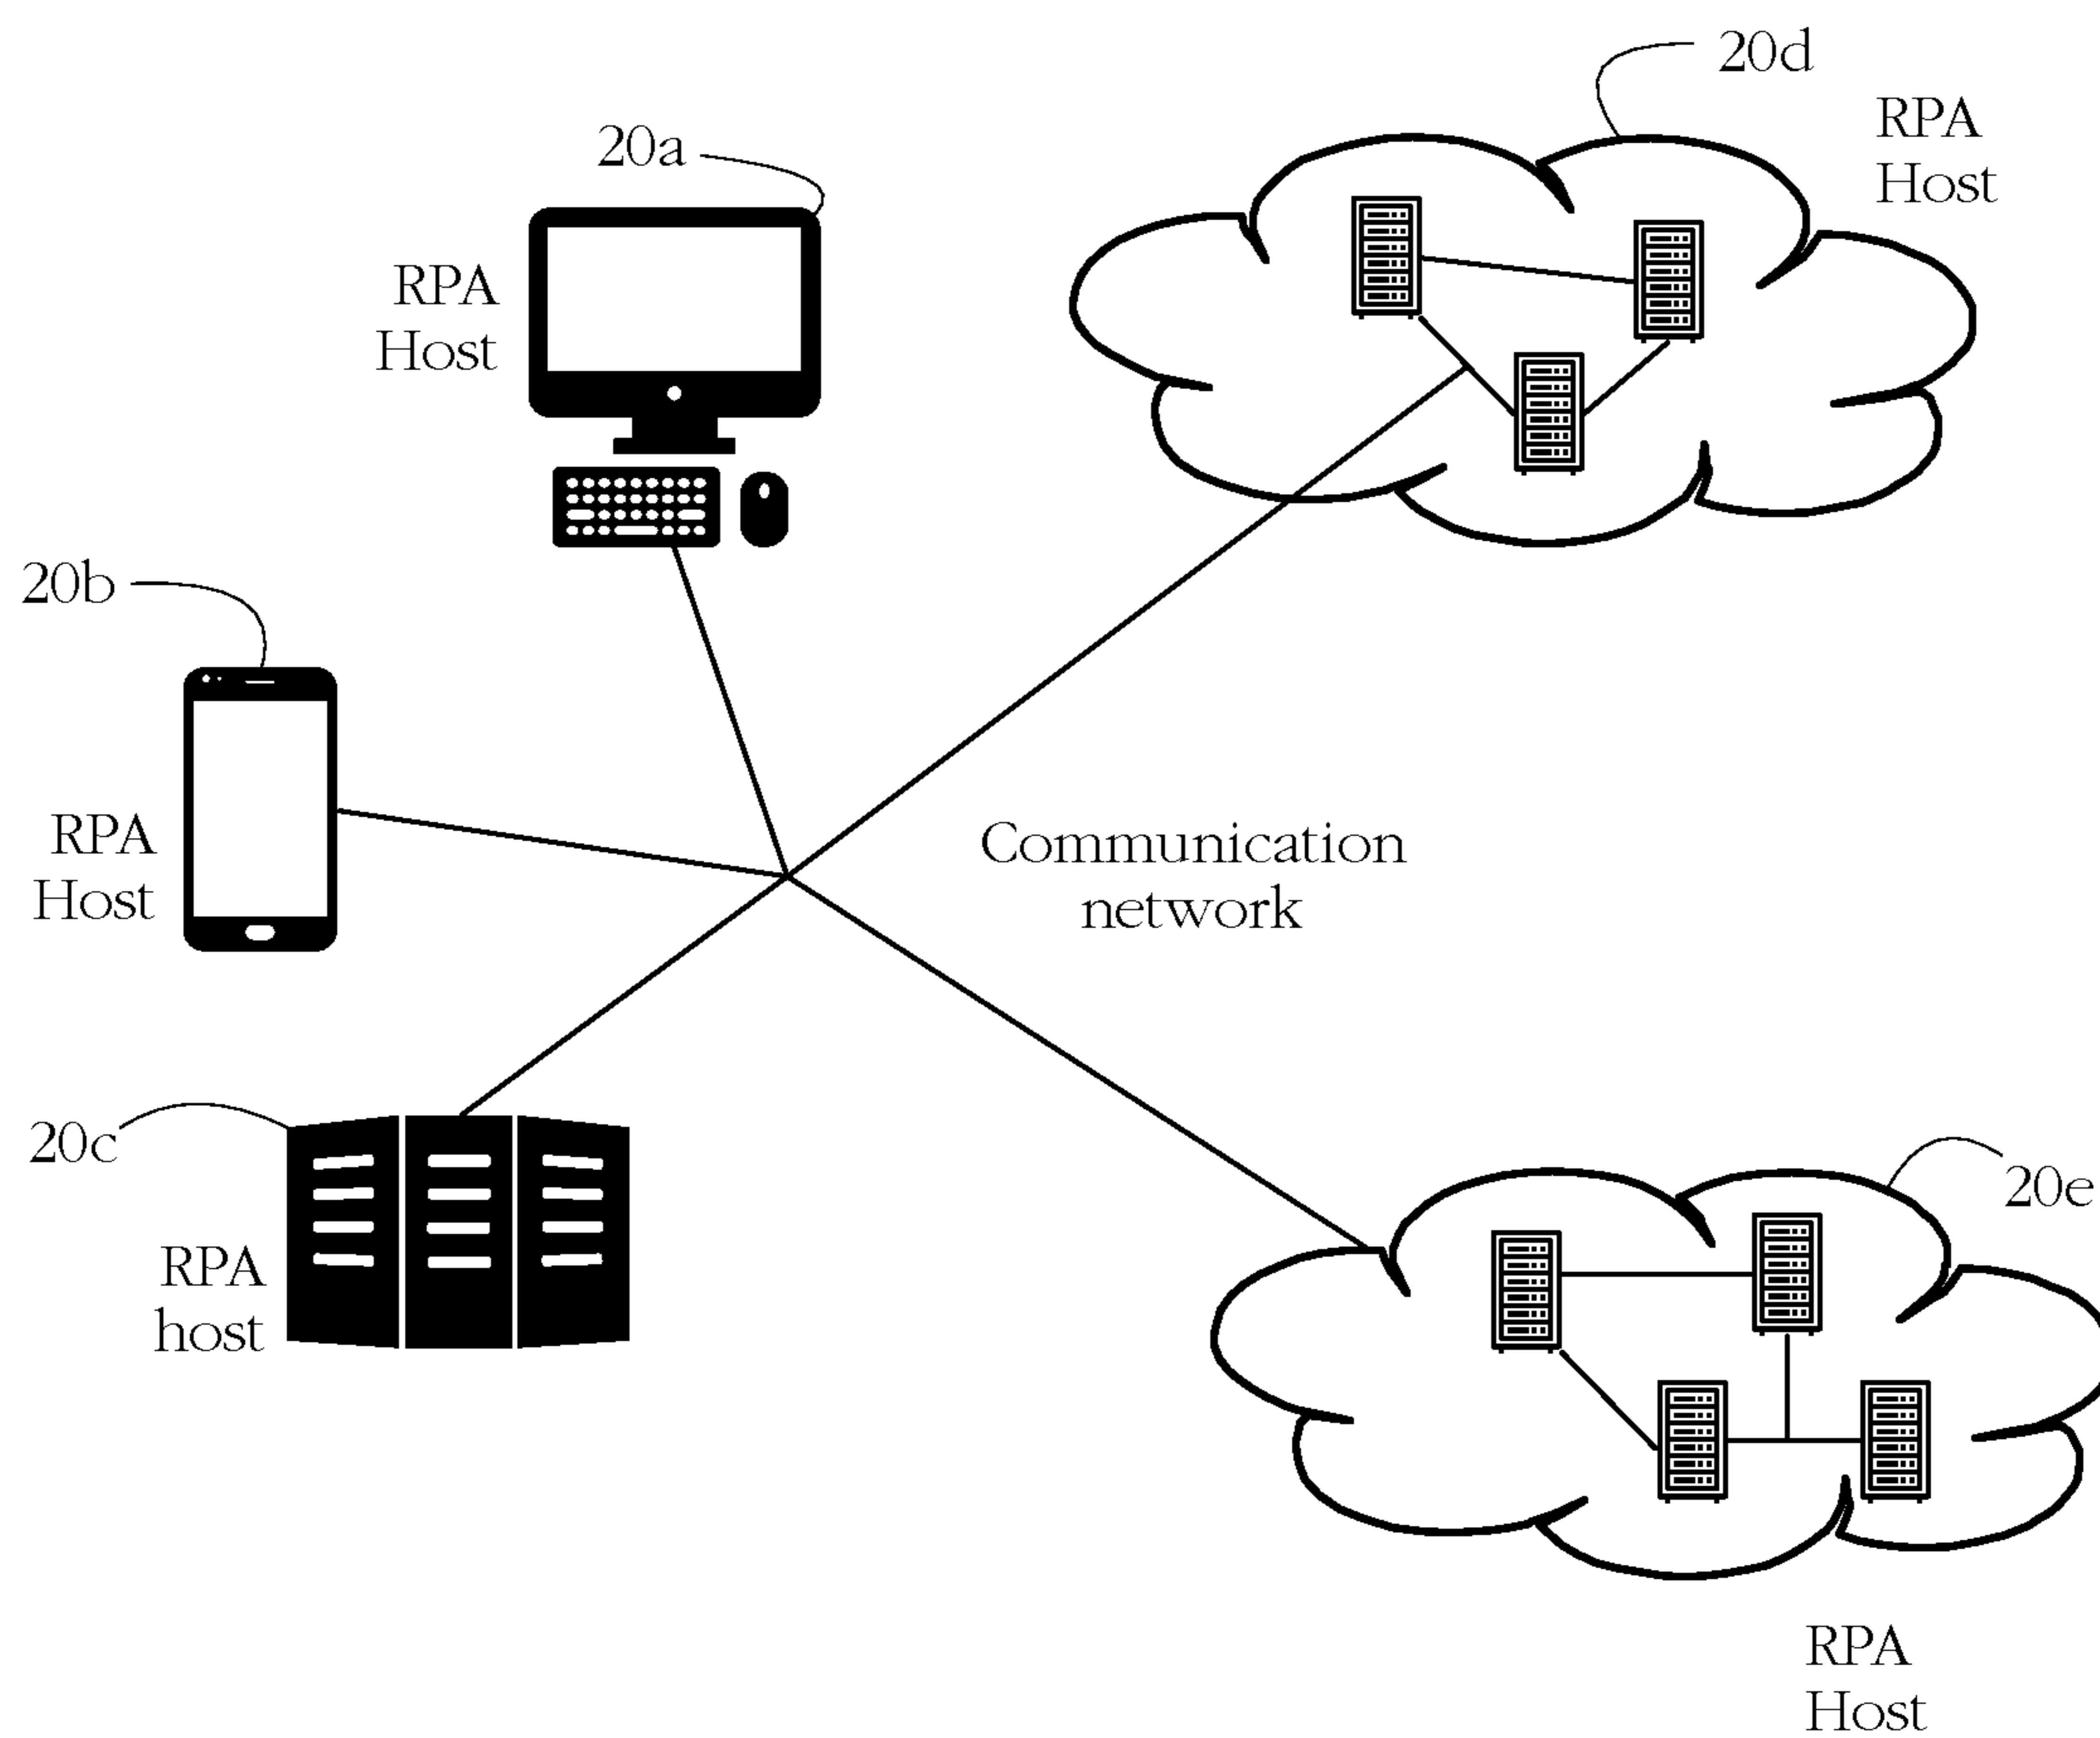 20d
RPA
Host
20a
RPA
Host
20b
RPA
Host
Communication
network
20c
RPA
host
20e
RPA
Host